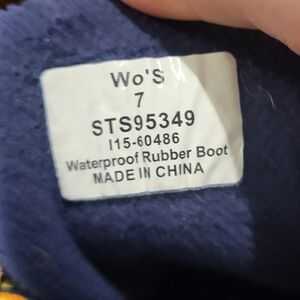 Wo'S
7
STS95349
I15-60486
Waterproof Rubber Boot
MADE IN CHINA